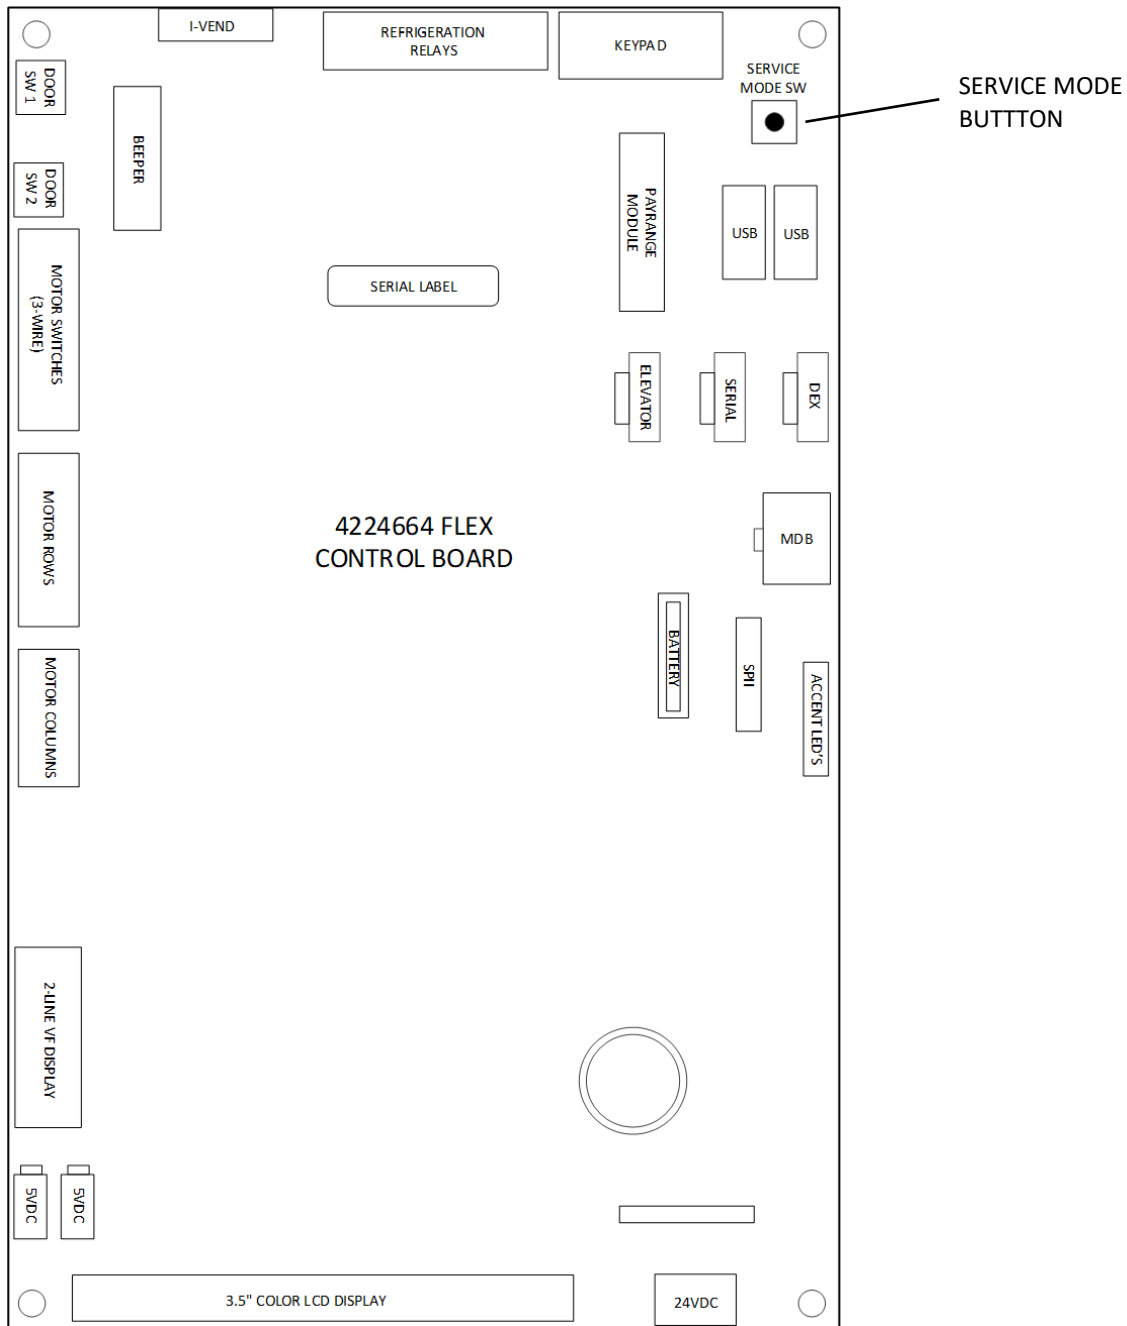 I-VEND
REFRIGERATION
RELAYS
KEYPAD
SERVICE
MODE SW
SERVICE MODE
BUTTTON
DOOR
SW 1
BEEPER
DOOR
SW 2
PAYRANGE
MODULE
USB
USB
MOTOR SWITCHES
(3-WIRE)
SERIAL LABEL
ELEVATOR
SERIAL
DEX
MOTOR ROWS
4224664 FLEX
CONTROL BOARD
MDB
BATTERY
SPII
ACCENT LED'S
MOTOR COLUMNS
2-LINE VF DISPLAY
5VDC
5VDC
3.5" COLOR LCD DISPLAY
24VDC